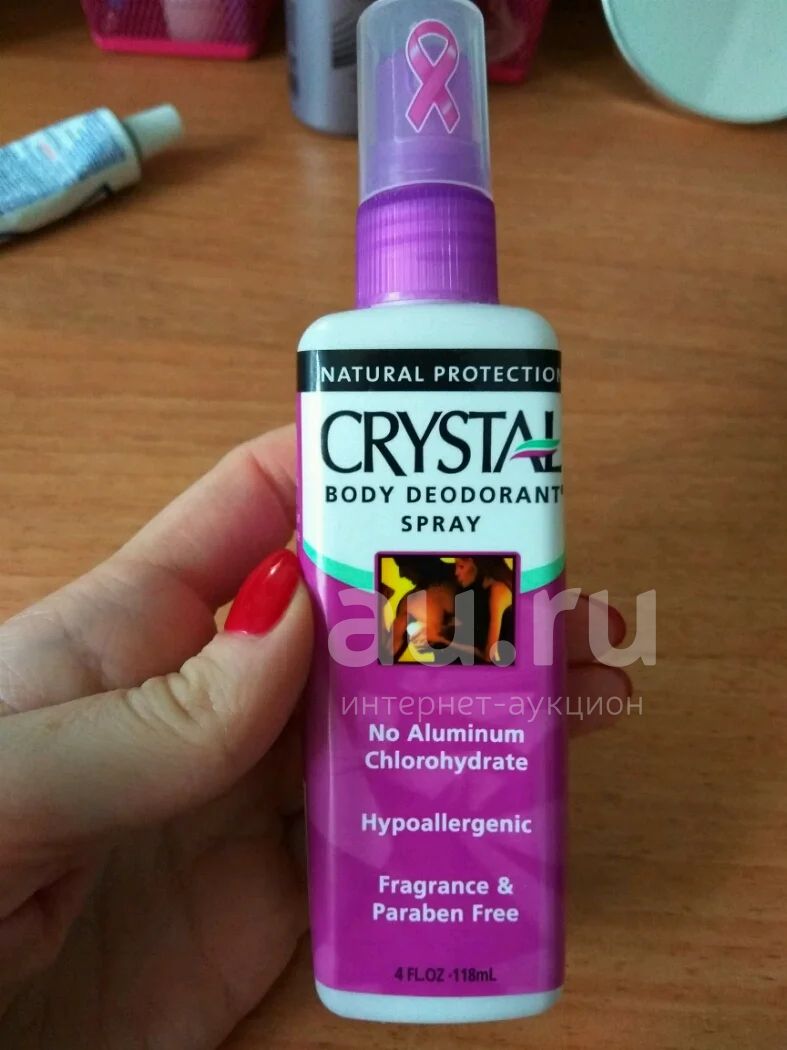 NATURAL PROTECTION
CRYSTAL
BODY DEODORANT
SPRAY
au.ru
интернет-аукцион
No Aluminum
Chlorohydrate
Hypoallergenic
Fragrance &
Paraben Free
4 FL.OZ -118mL